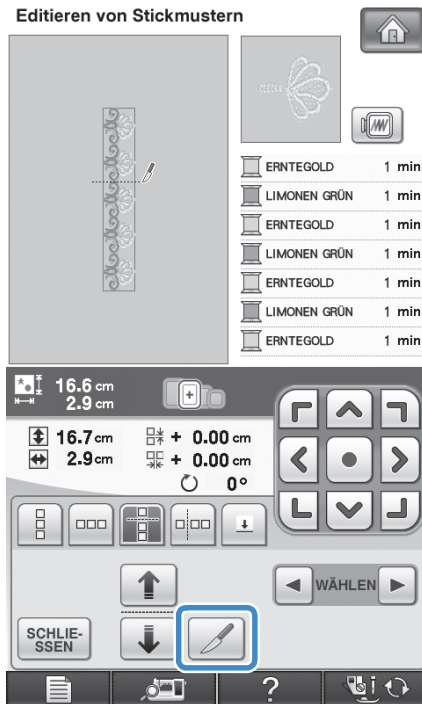 Editieren von Stickmustern
ERNTEGOLD 1 min
LIMONEN GRÜN 1 min
ERNTEGOLD 1 min
LIMONEN GRÜN 1 min
ERNTEGOLD 1 min
LIMONEN GRÜN 1 min
ERNTEGOLD 1 min
16.6 cm
2.9 cm
16.7 cm + 0.00 cm
2.9 cm + 0.00 cm
0°
WÄHLEN
SCHLIE-
SSEN
?